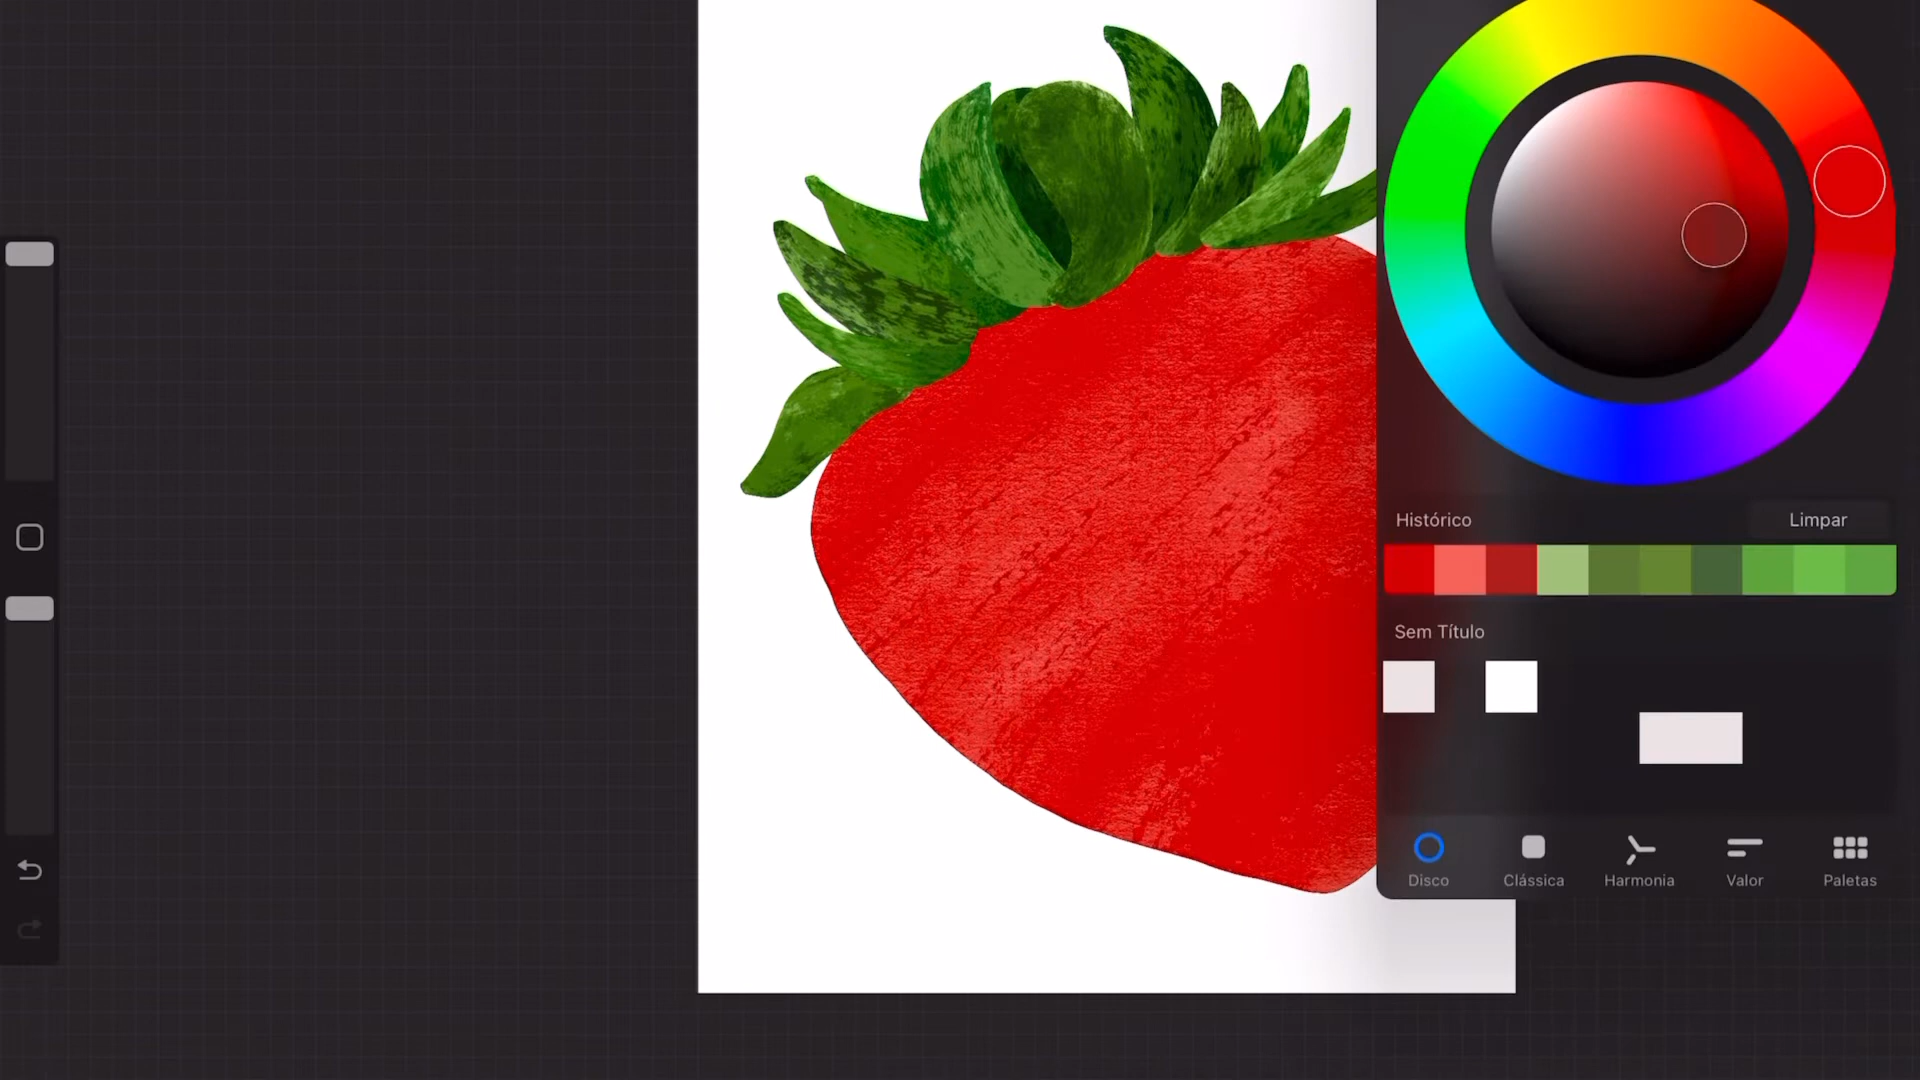 Histórico
Limpar
Sem Título
Disco
Clássica
Harmonia
Valor
Paletas